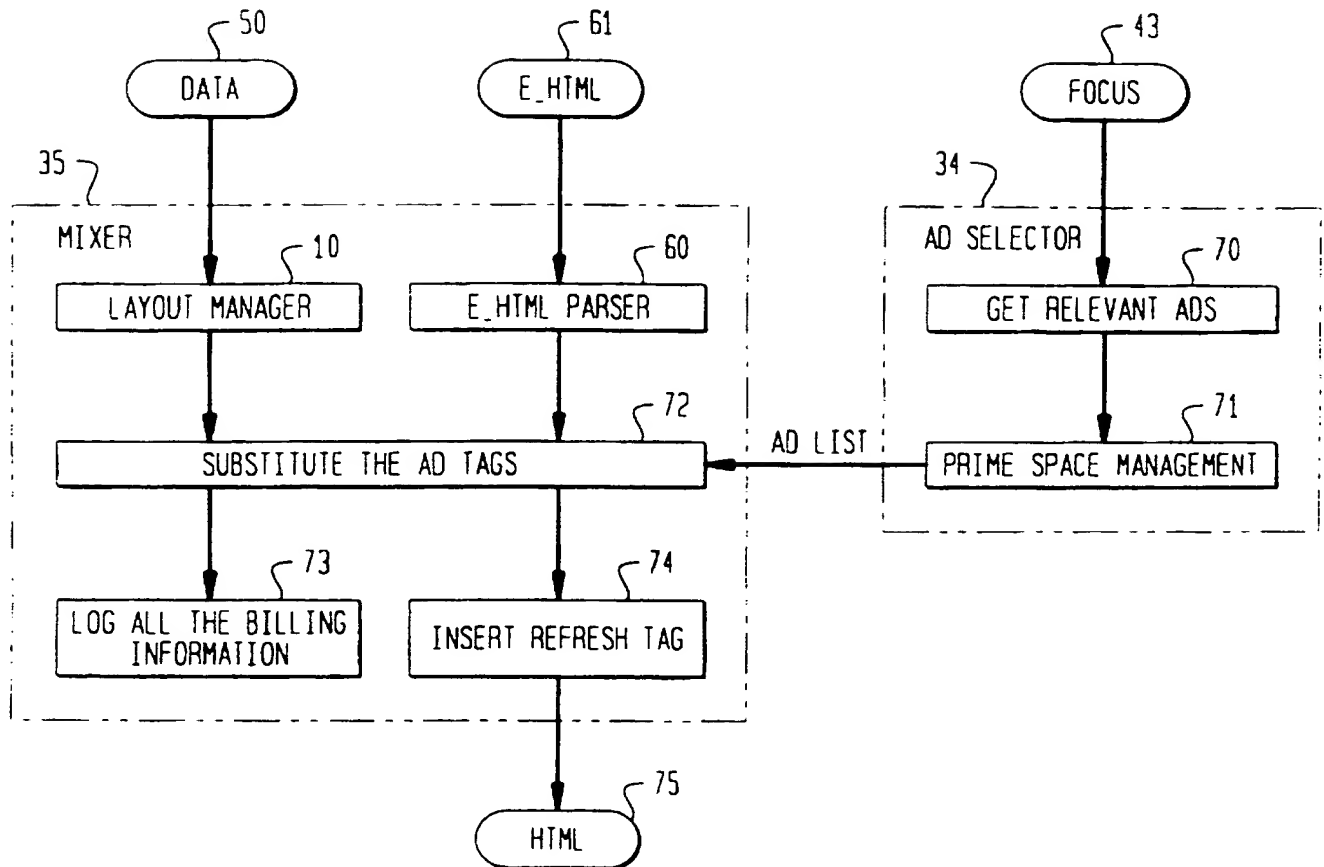 50
61
43
DATA
E_HTML
FOCUS
35
34
MIXER
AD SELECTOR
10
60
70
LAYOUT MANAGER
E_HTML PARSER
GET RELEVANT ADS
72
71
SUBSTITUTE THE AD TAGS
AD LIST
PRIME SPACE MANAGEMENT
73
74
LOG ALL THE BILLING
INFORMATION
INSERT REFRESH TAG
75
HTML